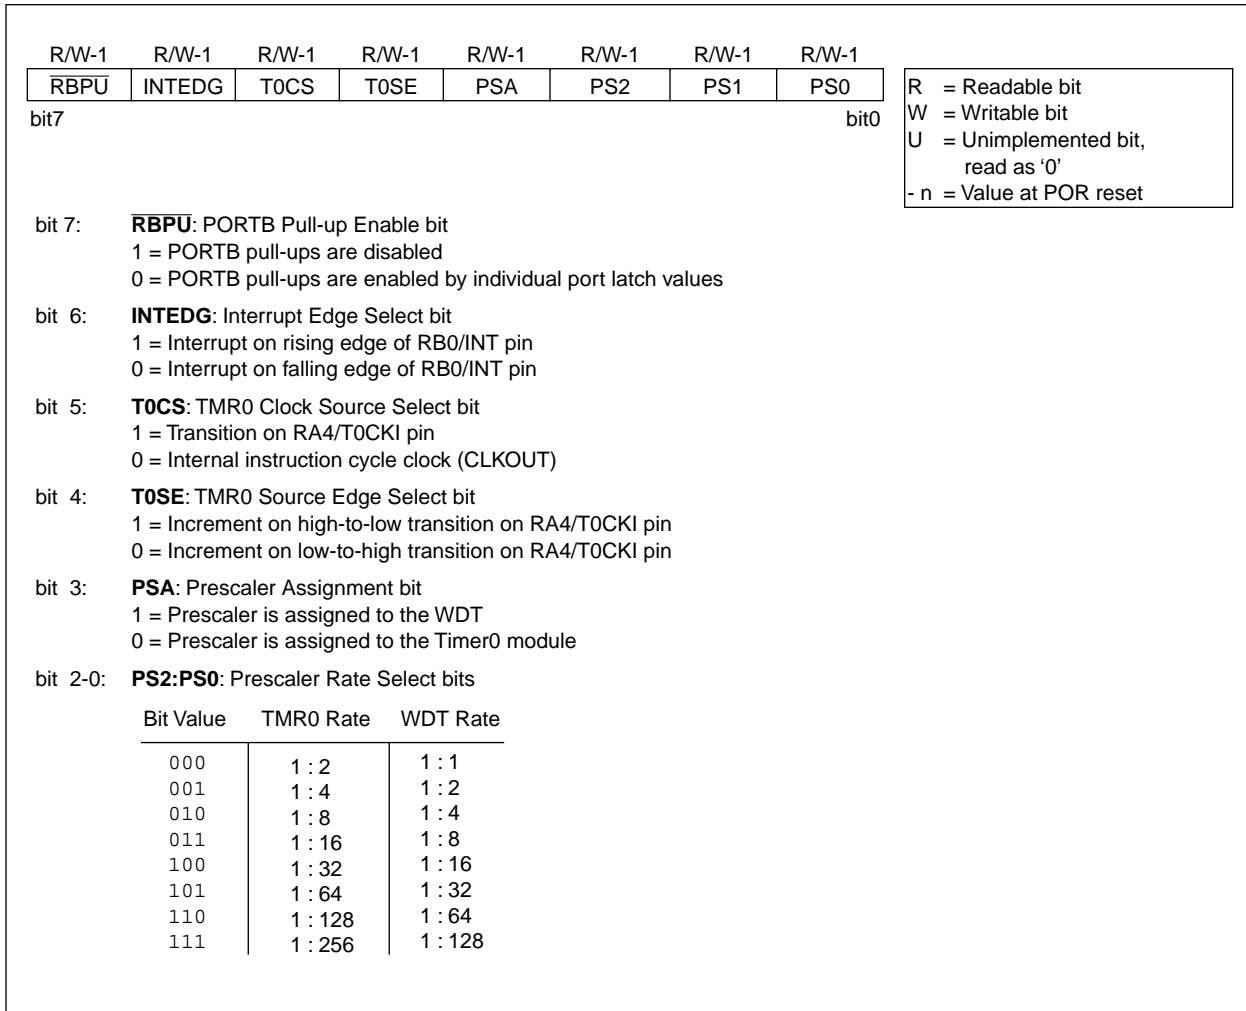 R/W-1 R/W-1 R/W-1 R/W-1 R/W-1 R/W-1 R/W-1 R/W-1
RBPU INTEDG T0CS T0SE PSA PS2 PS1 PS0
bit7 bit0
R = Readable bit
W = Writable bit
U = Unimplemented bit,
read as ‘0’
- n = Value at POR reset
bit 7: RBPU: PORTB Pull-up Enable bit
1 = PORTB pull-ups are disabled
0 = PORTB pull-ups are enabled by individual port latch values
bit 6: INTEDG: Interrupt Edge Select bit
1 = Interrupt on rising edge of RB0/INT pin
0 = Interrupt on falling edge of RB0/INT pin
bit 5: T0CS: TMR0 Clock Source Select bit
1 = Transition on RA4/T0CKI pin
0 = Internal instruction cycle clock (CLKOUT)
bit 4: T0SE: TMR0 Source Edge Select bit
1 = Increment on high-to-low transition on RA4/T0CKI pin
0 = Increment on low-to-high transition on RA4/T0CKI pin
bit 3: PSA: Prescaler Assignment bit
1 = Prescaler is assigned to the WDT
0 = Prescaler is assigned to the Timer0 module
bit 2-0: PS2:PS0: Prescaler Rate Select bits
Bit Value TMR0 Rate WDT Rate
000 1 : 2 1 : 1
001 1 : 4 1 : 2
010 1 : 8 1 : 4
011 1 : 16 1 : 8
100 1 : 32 1 : 16
101 1 : 64 1 : 32
110 1 : 128 1 : 64
111 1 : 256 1 : 128